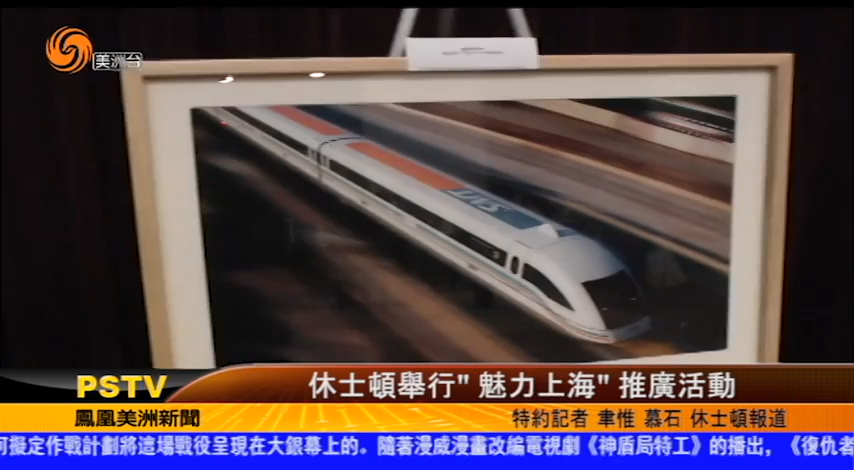 美洲台
SMT
PSTV
休士頓舉行"魅力上海"推廣活動
鳳凰美洲新聞
特約記者 聿惟 慕石 休士頓報道
可擬定作戰計劃將這場戰役呈現在大銀幕上的。隨著漫威漫畫改編電視劇《神盾局特工》的播出，《復仇者